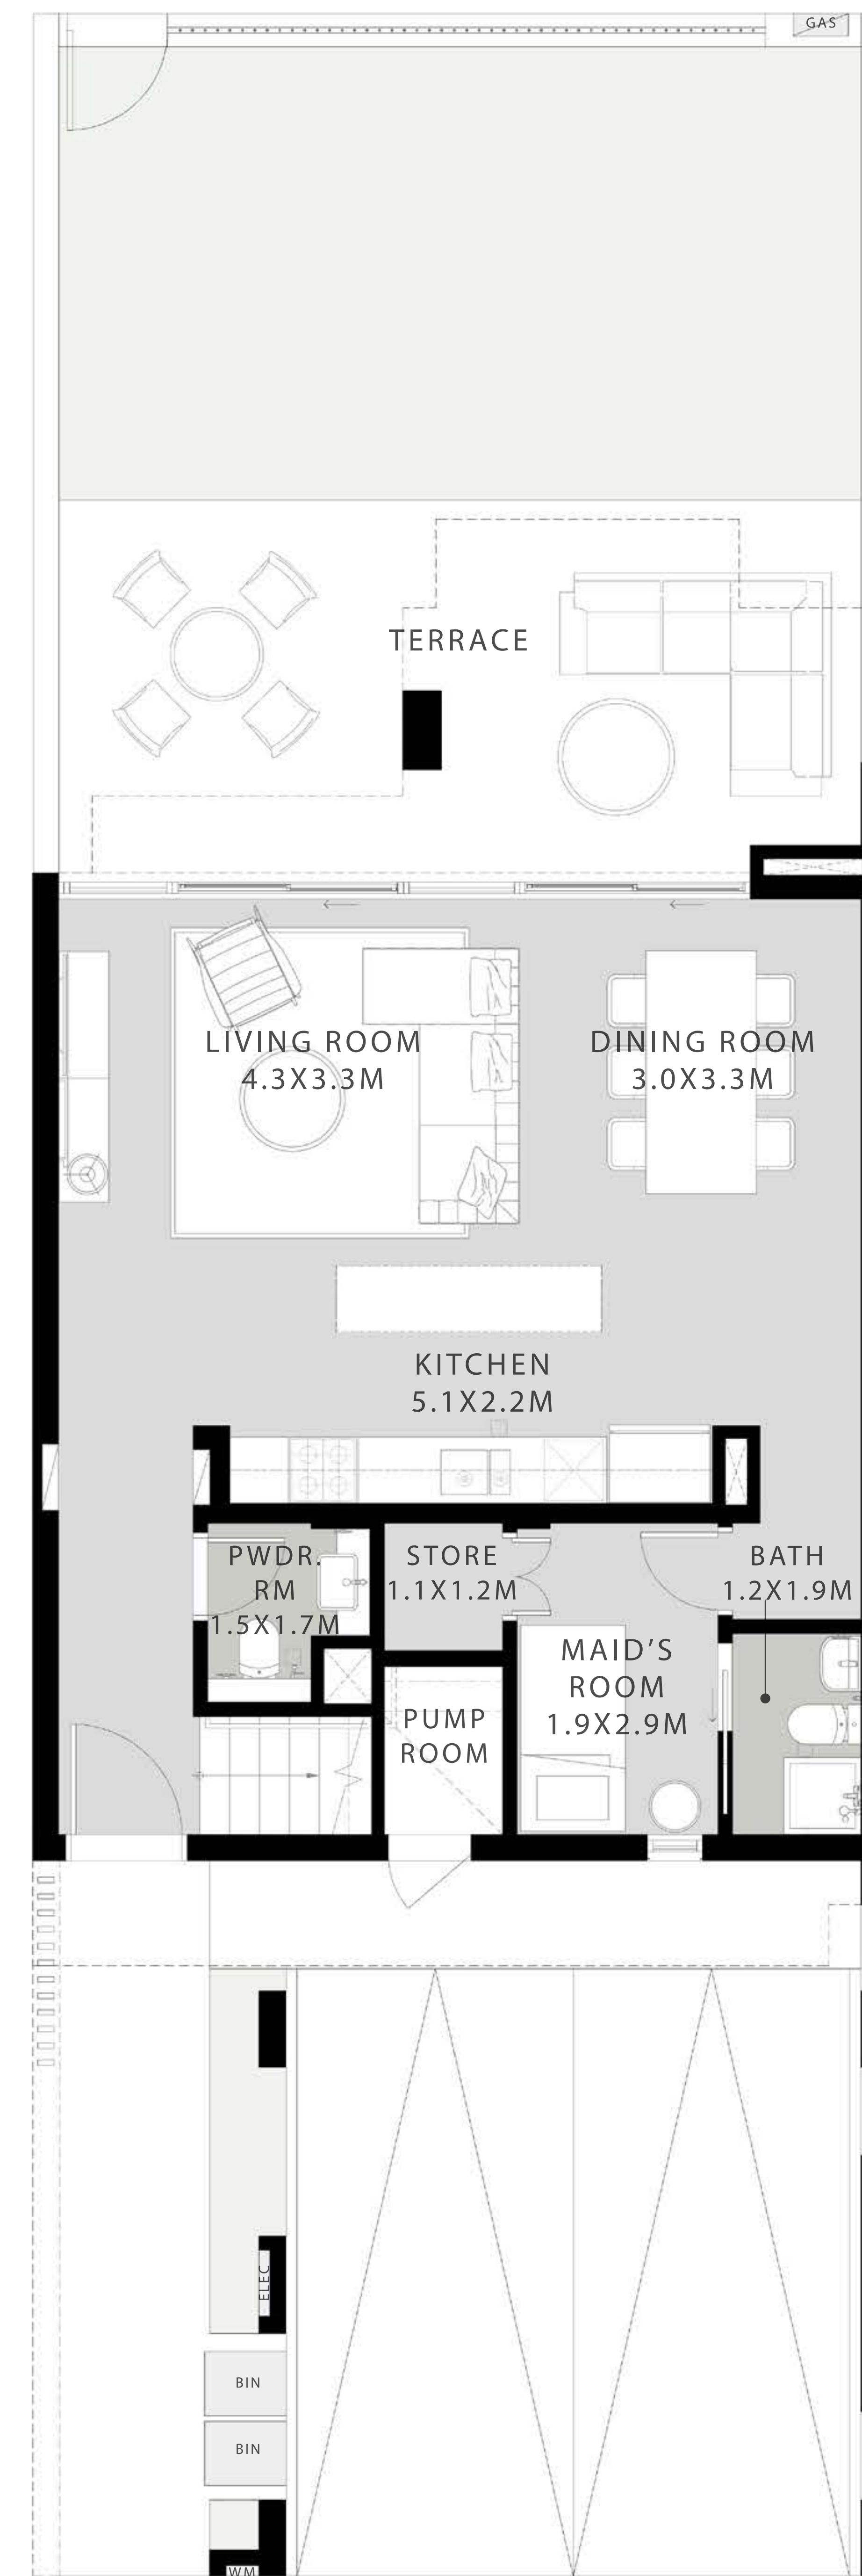 GAS
TERRACE
LIVING ROOM
4.3X3.3M
DINING ROOM
3.0X3.3M
KITCHEN
5.1X2.2M
PWDR.
RM
1.5X1.7M
STORE
1.1X1.2M
BATH
1.2X1.9M
MAID'S
ROOM
1.9X2.9M
PUMP
ROOM
ELEC
BIN
BIN
WM